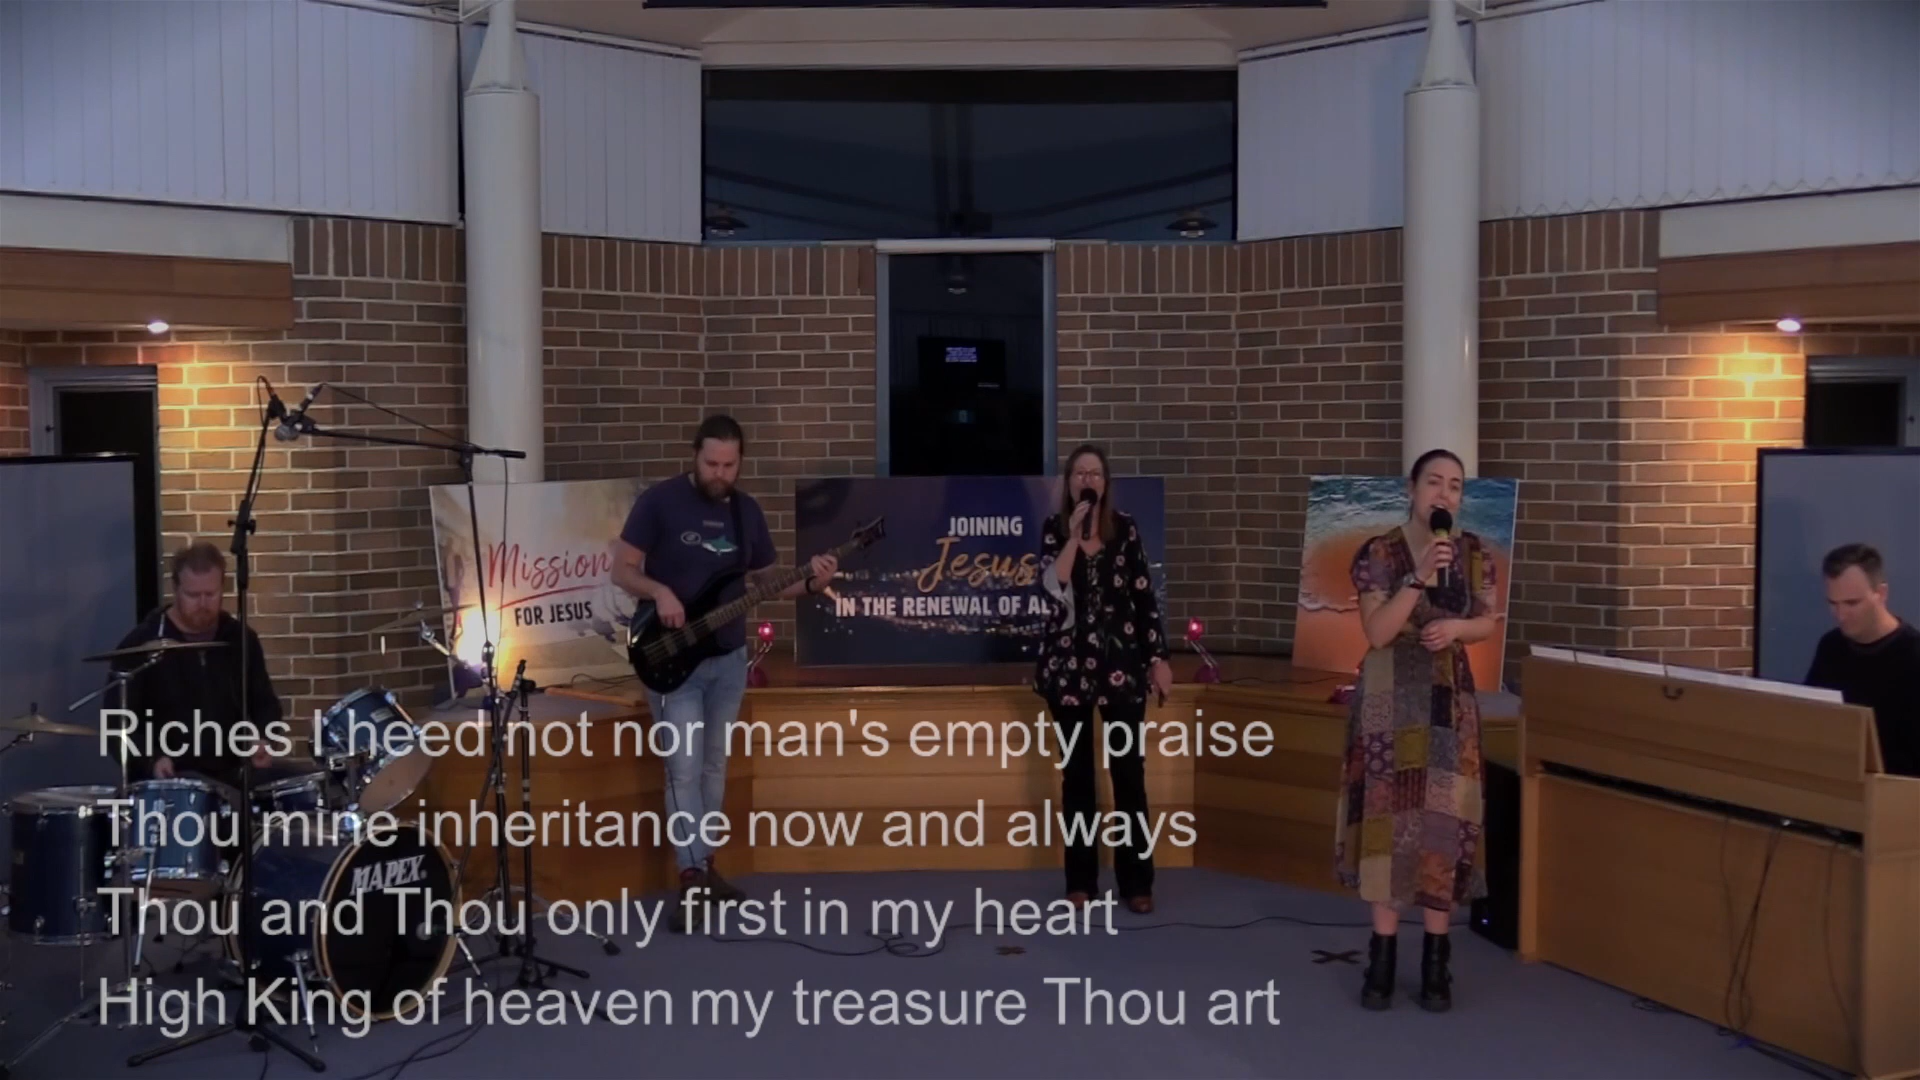 Mission
FOR JESUS
JOINING
Jesus
IN THE RENEWAL OF
MAPEX
Riches I heed not nor man's empty praise
Thou mine inheritance now and always
Thou and Thou only first in my heart
High King of heaven my treasure Thou art